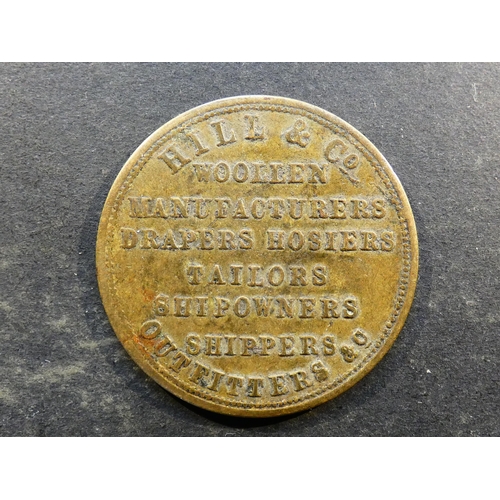 HILL & Co.
WOOLLEN
MANUFACTURERS
DRAPERS HOSIERS
TAILORS
SHIPOWNERS
SHIPPERS
OUTFITTERS &C